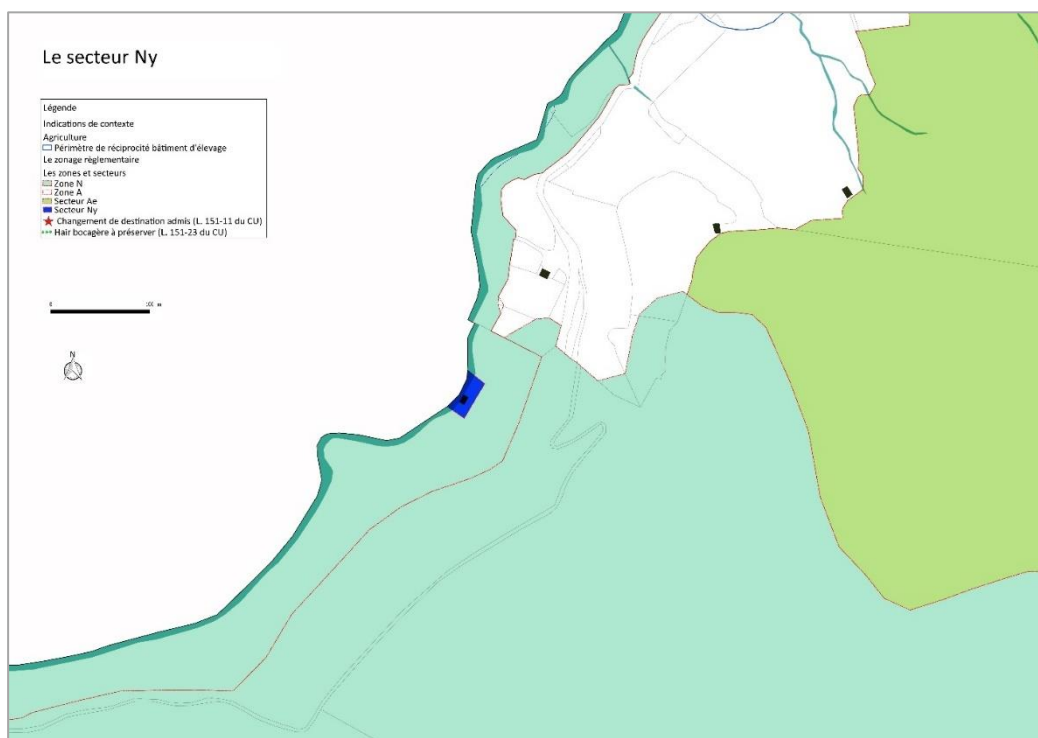 Le secteur Ny
Légende
Indications de contexte
Agriculture
Périmètre de réciprocité bâtiment d'élevage
Le zonage règlementaire
Les zones et secteurs
Zone N
Zone A
Secteur Ae
Secteur Ny
Changement de destination admis (L. 151-11 du CU)
Hair bocagère à préserver (L. 151-23 du CU)
N